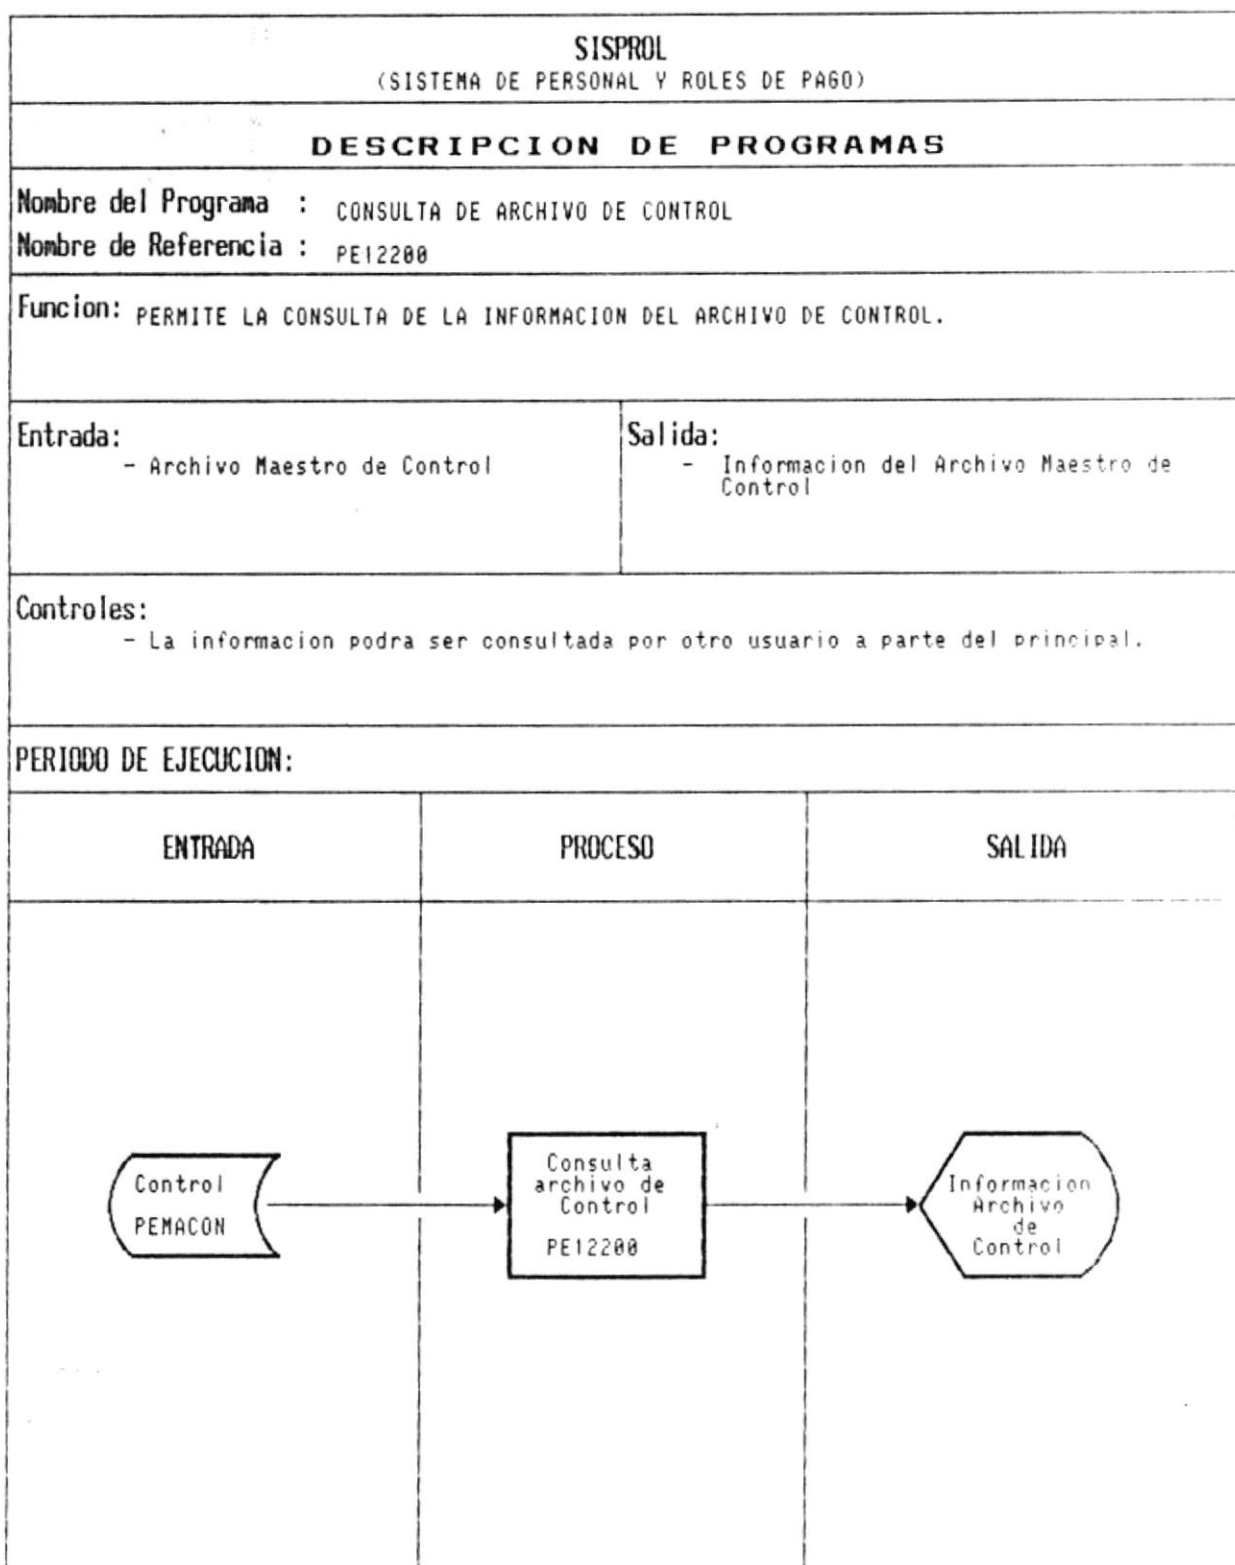 SISPROL
(SISTEMA DE PERSONAL Y ROLES DE PAGO)
DESCRIPCION DE PROGRAMAS
Nombre del Programa : CONSULTA DE ARCHIVO DE CONTROL
Nombre de Referencia : PE12200
Funcion: PERMITE LA CONSULTA DE LA INFORMACION DEL ARCHIVO DE CONTROL.
Entrada:
- Archivo Maestro de Control
Salida:
- Informacion del Archivo Maestro de
Control
Controles:
- La informacion podra ser consultada por otro usuario a parte del principal.
PERIODO DE EJECUCION:
ENTRADA
PROCESO
SALIDA
Control
PEMACON
Consulta
archivo de
Control
PE12200
Informacion
Archivo
de
Control